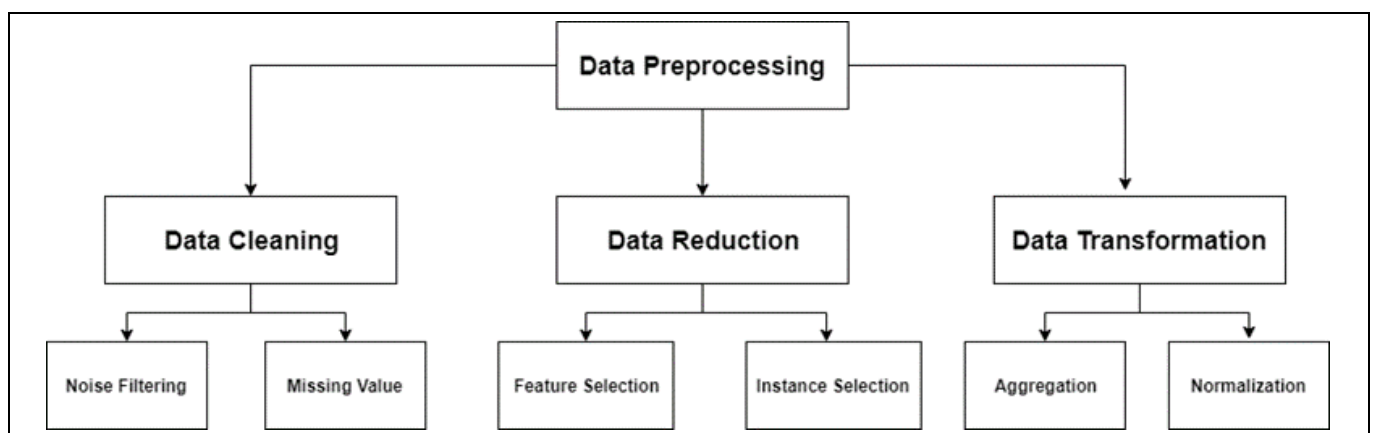 Data Preprocessing
Data Cleaning
Data Reduction
Data Transformation
Noise Filtering
Missing Value
Feature Selection
Instance Selection
Aggregation
Normalization